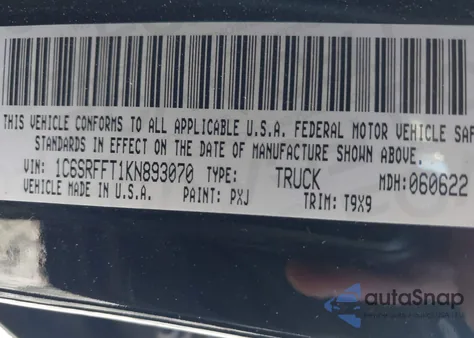 THIS VEHICLE CONFORMS TO ALL APPLICABLE U.S.A. FEDERAL MOTOR VEHICLE SAF
STANDARDS IN EFFECT ON THE DATE OF MANUFACTURE SHOWN ABOVE.
VIN: 1C6SRFFT1KN893070 TYPE: TRUCK MDH: 060622
VEHICLE MADE IN U.S.A. PAINT: PXJ TRIM: T9X9
autoSnap